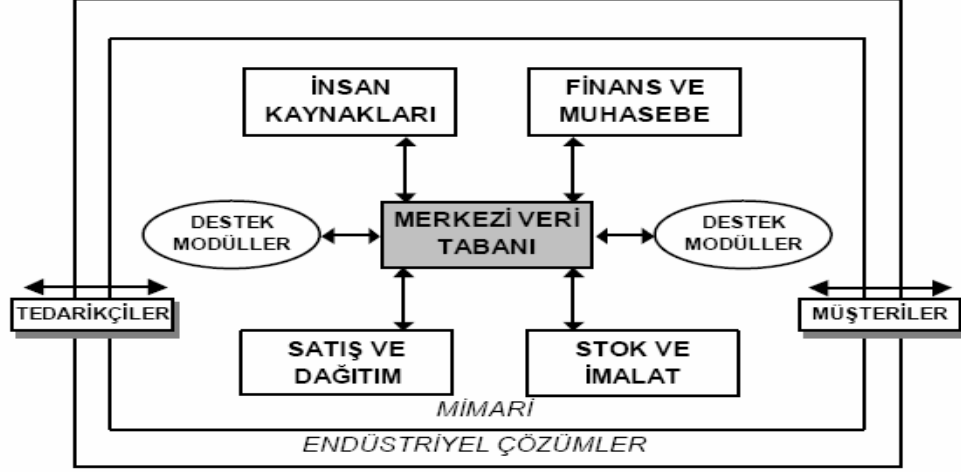 İNSAN
KAYNAKLARI
FİNANS VE
MUHASEBE
DESTEK
MODÜLLER
MERKEZİ VERİ
TABANI
DESTEK
MODÜLLER
TEDARİKÇİLER
MÜŞTERİLER
SATIŞ VE
DAĞITIM
STOK VE
İMALAT
MİMARİ
ENDÜSTRİYEL ÇÖZÜMLER